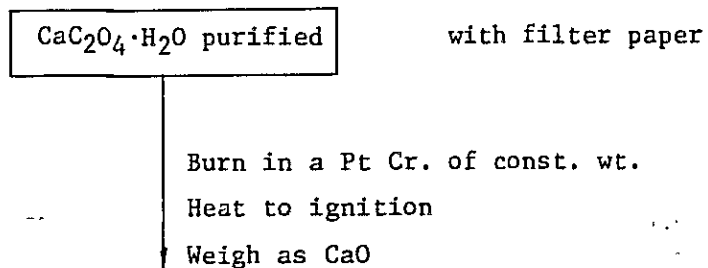 CaC₂O₄·H₂O purified with filter paper
Burn in a Pt Cr. of const. wt.
Heat to ignition
Weigh as CaO